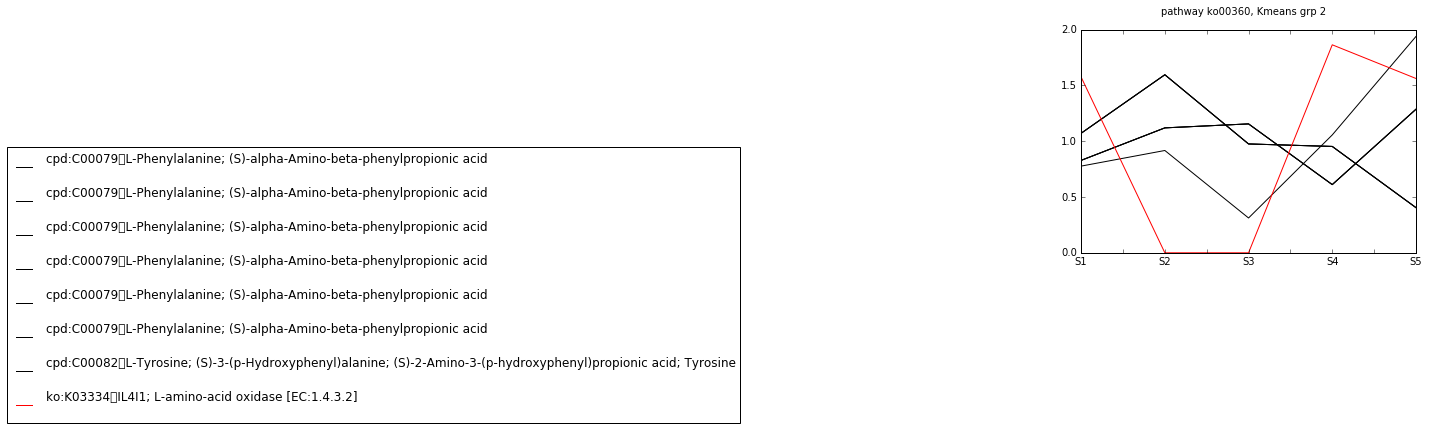 pathway ko00360, Kmeans grp 2
2.0
1.5
1.0
0.5
0.0
S1 S2 S3 S4 S5
cpd:C00079▯L-Phenylalanine; (S)-alpha-Amino-beta-phenylpropionic acid
cpd:C00079▯L-Phenylalanine; (S)-alpha-Amino-beta-phenylpropionic acid
cpd:C00079▯L-Phenylalanine; (S)-alpha-Amino-beta-phenylpropionic acid
cpd:C00079▯L-Phenylalanine; (S)-alpha-Amino-beta-phenylpropionic acid
cpd:C00079▯L-Phenylalanine; (S)-alpha-Amino-beta-phenylpropionic acid
cpd:C00079▯L-Phenylalanine; (S)-alpha-Amino-beta-phenylpropionic acid
cpd:C00082▯L-Tyrosine; (S)-3-(p-Hydroxyphenyl)alanine; (S)-2-Amino-3-(p-hydroxyphenyl)propionic acid; Tyrosine
ko:K03334▯IL4I1; L-amino-acid oxidase [EC:1.4.3.2]